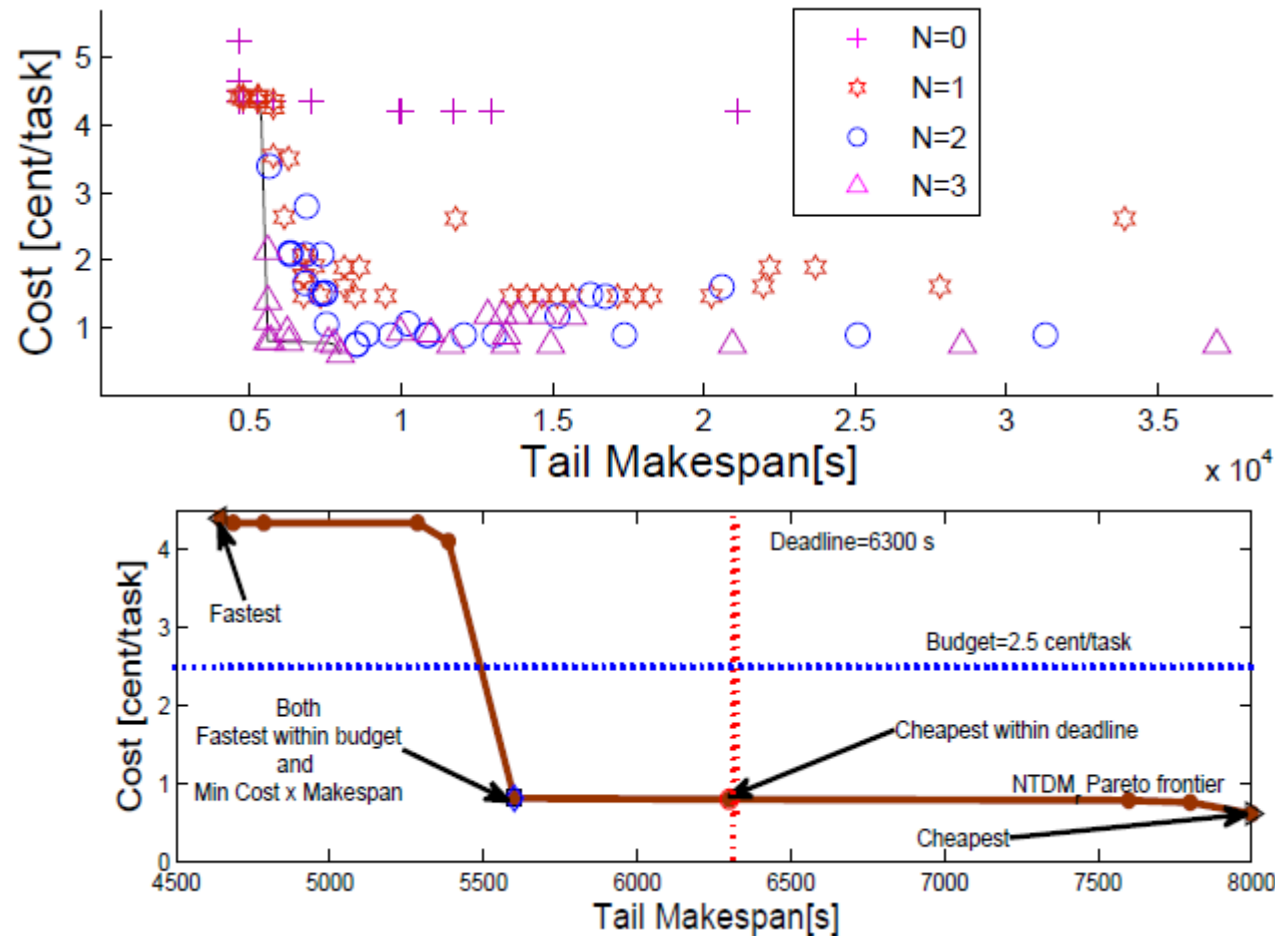 Cost [cent/task]
5
4
3
2
1
N=0
N=1
N=2
N=3
0.5 1 1.5 2 2.5 3 3.5
Tail Makespan[s]
x 10^4
Cost [cent/task]
4
3
2
1
0
Deadline=6300 s
Fastest
Budget=2.5 cent/task
Both
Fastest within budget
and
Min Cost x Makespan
Cheapest within deadline
NTDM_Pareto frontier
Cheapest
4500 5000 5500 6000 6500 7000 7500 8000
Tail Makespan[s]